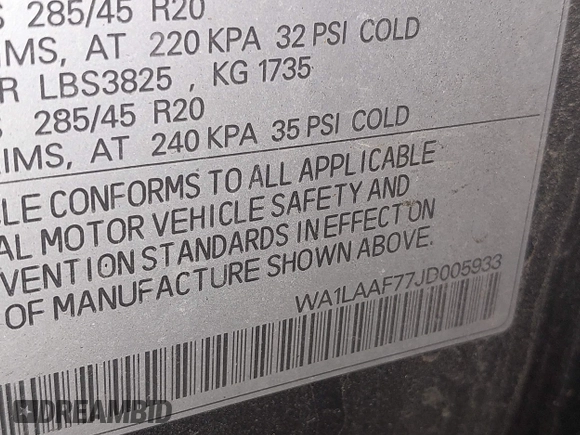 S 285/45 R20
IMS, AT 220 KPA 32 PSI COLD
R LBS3825 , KG 1735
S 285/45 R20
IMS, AT 240 KPA 35 PSI COLD
LE CONFORMS TO ALL APPLICABLE
AL MOTOR VEHICLE SAFETY AND
VENTION STANDARDS IN EFFECT ON
OF MANUFACTURE SHOWN ABOVE.
WA1LAAF77JD005933
DREAMBID